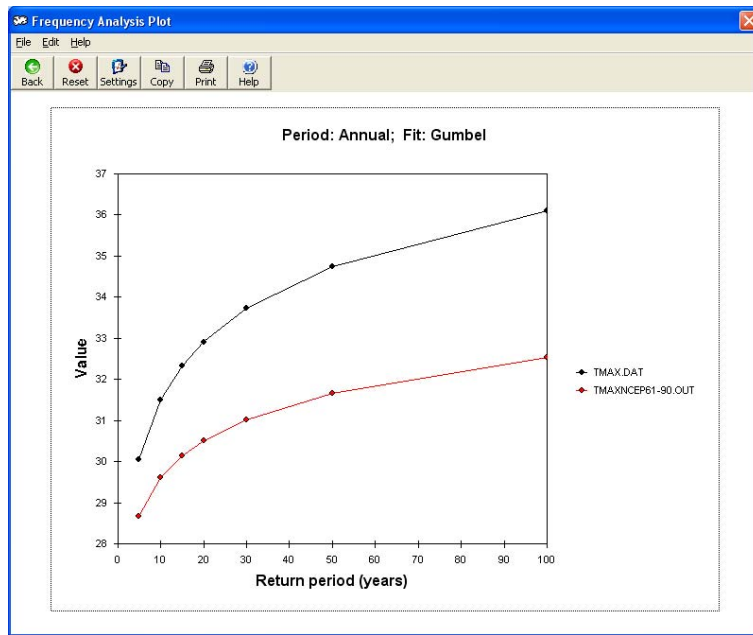 Frequency Analysis Plot
File Edit Help
Back Reset Settings Copy Print Help
Period: Annual; Fit: Gumbel
37
36
35
34
33
32
31
30
29
28
Value
0 10 20 30 40 50 60 70 80 90 100
Return period (years)
TMAX.DAT
TMAXNCEP61-90.OUT